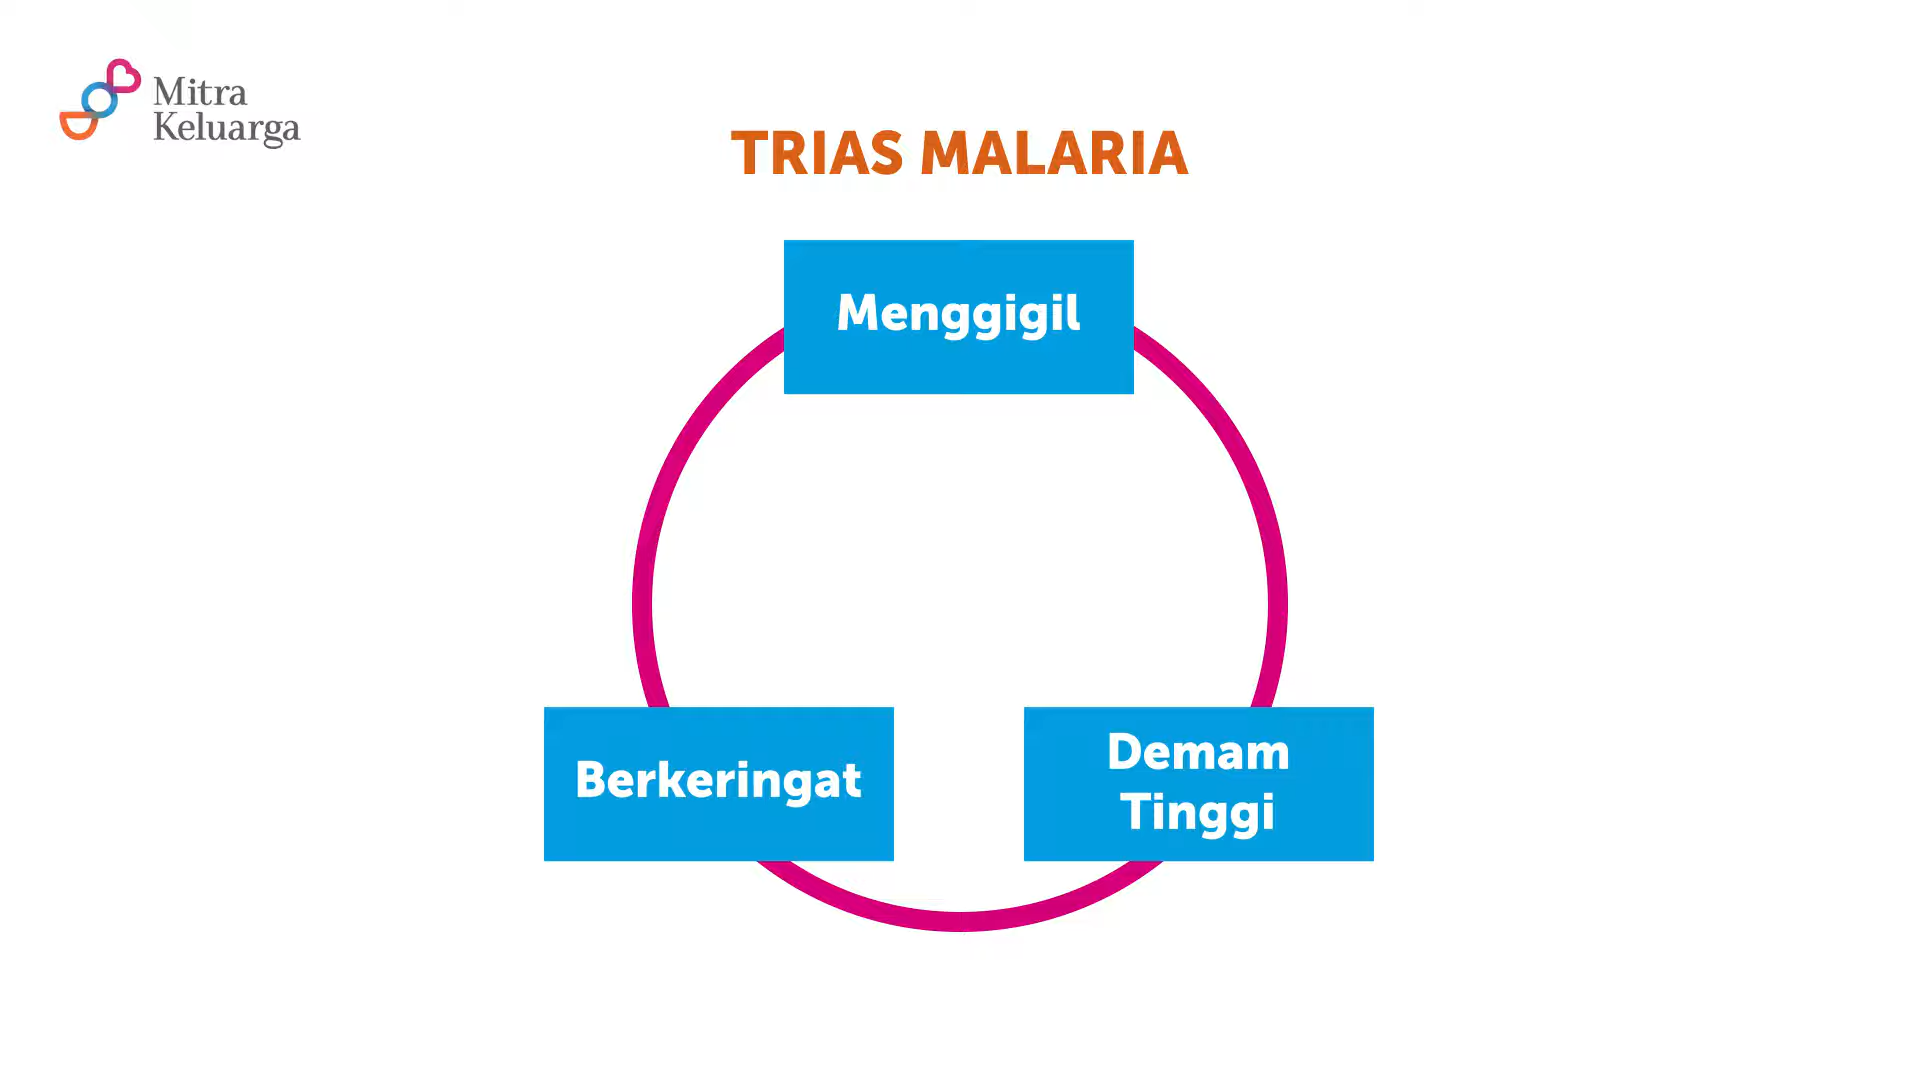 Mitra
Keluarga
TRIAS MALARIA
Menggigil
Berkeringat
Demam
Tinggi